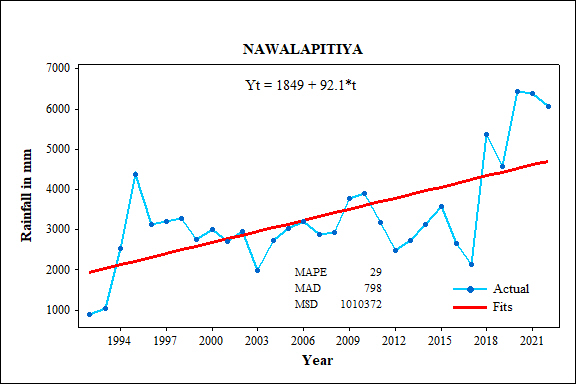 NAWALAPITIYA
Yt = 1849 + 92.1*t
7000
6000
5000
4000
3000
2000
1000
Rainfall in mm
MAPE 29
MAD 798
MSD 1010372
Actual
Fits
1994 1997 2000 2003 2006 2009 2012 2015 2018 2021
Year